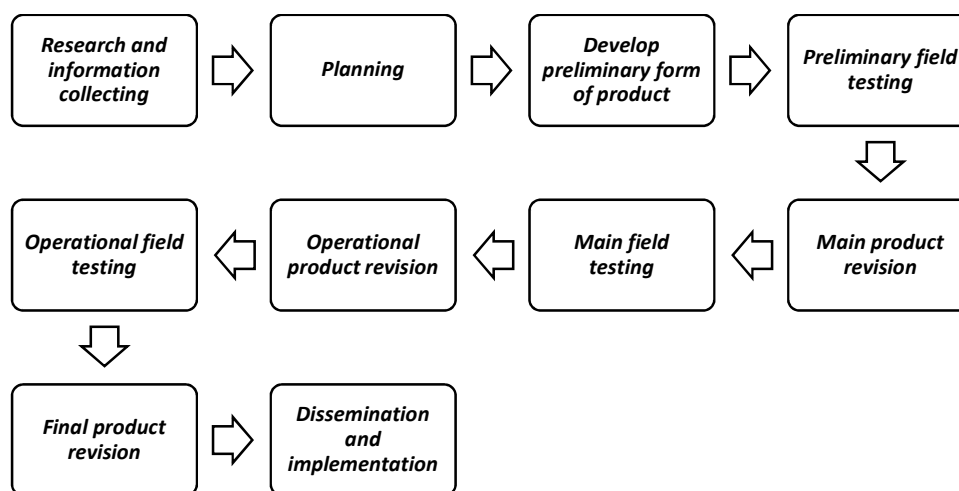 Research and
information
collecting
Planning
Develop
preliminary form
of product
Preliminary field
testing
Main product
revision
Main field
testing
Operational
product revision
Operational field
testing
Final product
revision
Dissemination
and
implementation